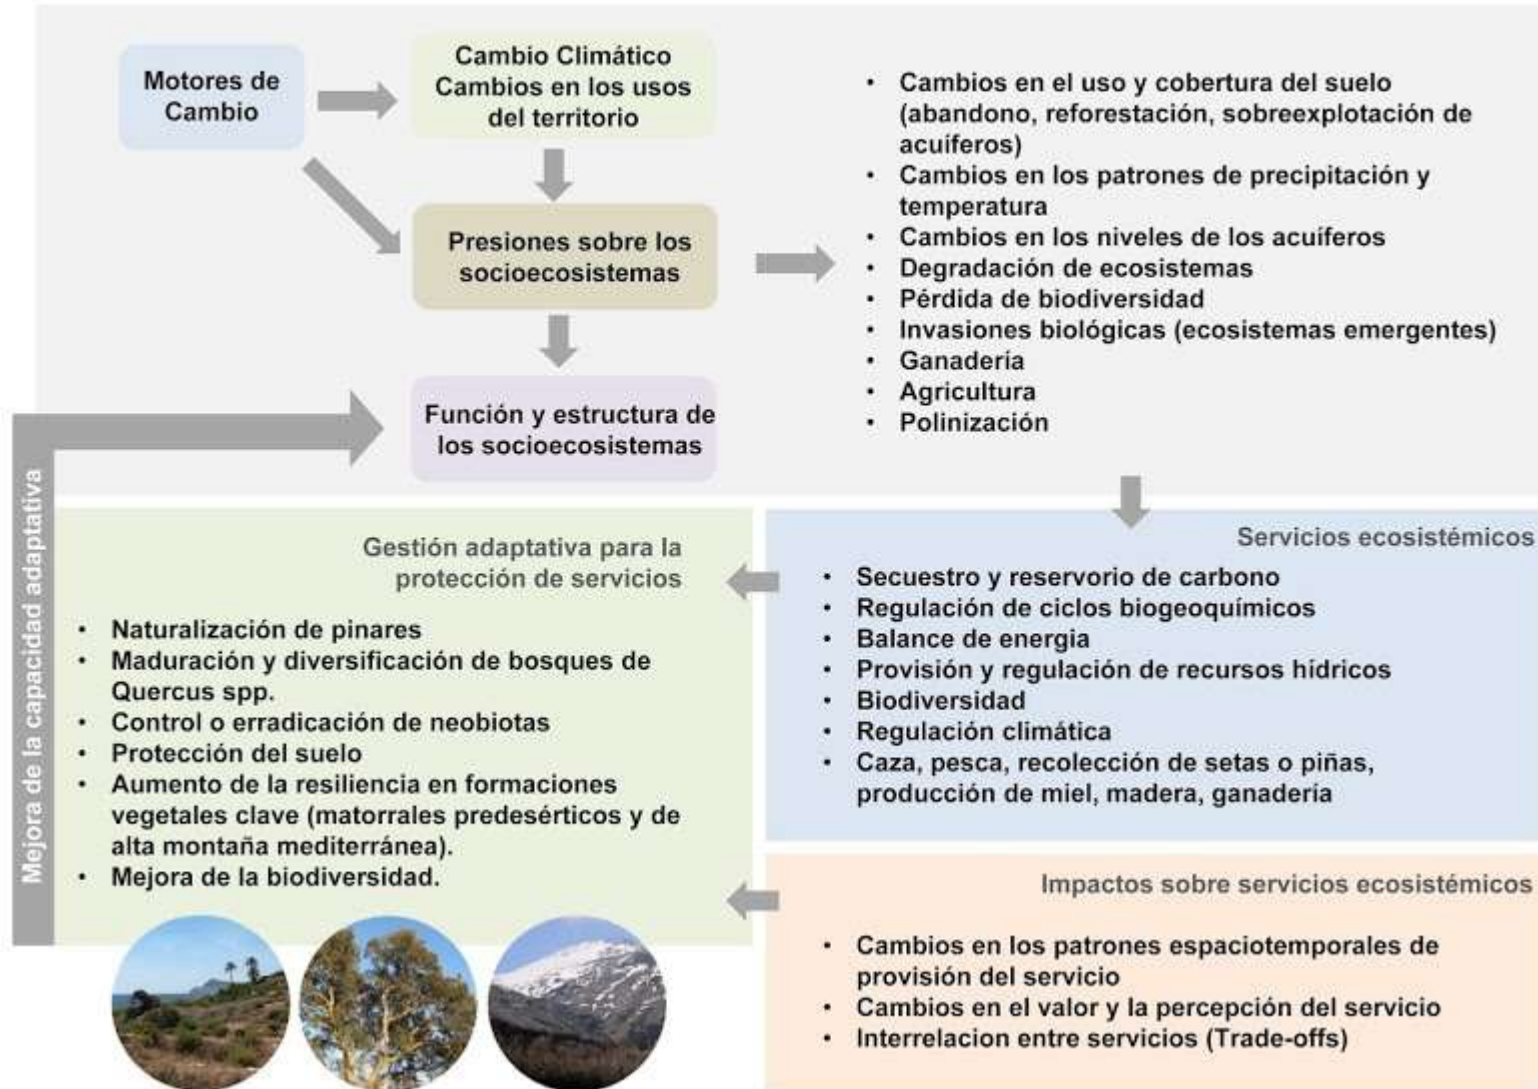 Motores de
Cambio
Cambio Climático
Cambios en los usos
del territorio
Presiones sobre los
socioecosistemas
Función y estructura de
los socioecosistemas
• Cambios en el uso y cobertura del suelo
(abandono, reforestación, sobreexplotación de
acuíferos)
• Cambios en los patrones de precipitación y
temperatura
• Cambios en los niveles de los acuíferos
• Degradación de ecosistemas
• Pérdida de biodiversidad
• Invasiones biológicas (ecosistemas emergentes)
• Ganadería
• Agricultura
• Polinización
Servicios ecosistémicos
• Secuestro y reservorio de carbono
• Regulación de ciclos biogeoquímicos
• Balance de energia
• Provisión y regulación de recursos hídricos
• Biodiversidad
• Regulación climática
• Caza, pesca, recolección de setas o piñas,
producción de miel, madera, ganadería
Impactos sobre servicios ecosistémicos
• Cambios en los patrones espaciotemporales de
provisión del servicio
• Cambios en el valor y la percepción del servicio
• Interrelacion entre servicios (Trade-offs)
Gestión adaptativa para la
protección de servicios
• Naturalización de pinares
• Maduración y diversificación de bosques de
Quercus spp.
• Control o erradicación de neobiotas
• Protección del suelo
• Aumento de la resiliencia en formaciones
vegetales clave (matorrales predesérticos y de
alta montaña mediterránea).
• Mejora de la biodiversidad.
Mejora de la capacidad adaptativa